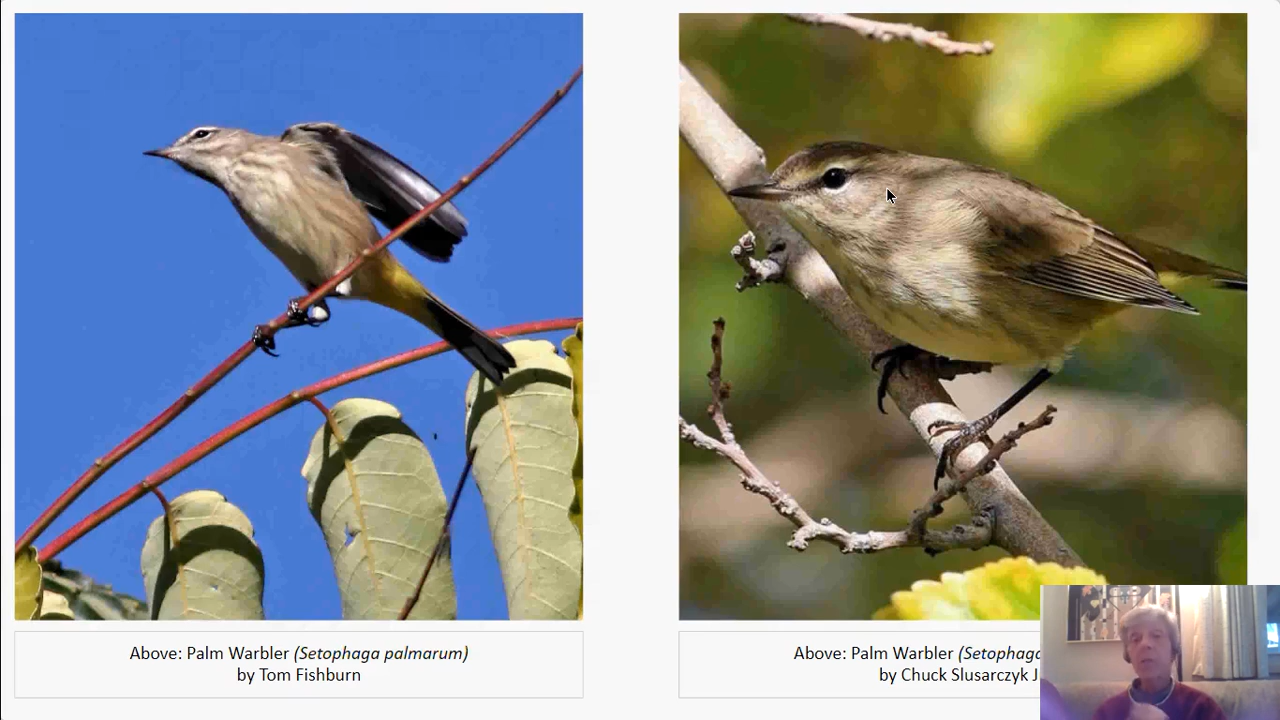 Above: Palm Warbler (Setophaga palmarum)
by Tom Fishburn
Above: Palm Warbler (Setophaga
by Chuck Slusarczyk J